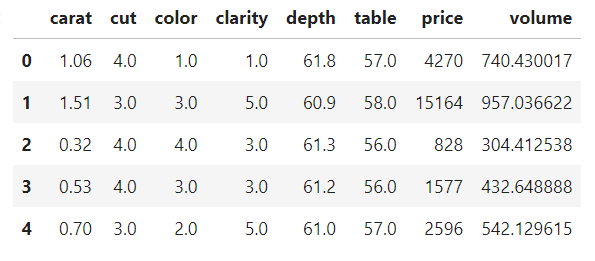 carat cut color clarity depth table price volume
0 1.06 4.0 1.0 1.0 61.8 57.0 4270 740.430017
1 1.51 3.0 3.0 5.0 60.9 58.0 15164 957.036622
2 0.32 4.0 4.0 3.0 61.3 56.0 828 304.412538
3 0.53 4.0 3.0 3.0 61.2 56.0 1577 432.648888
4 0.70 3.0 2.0 5.0 61.0 57.0 2596 542.129615